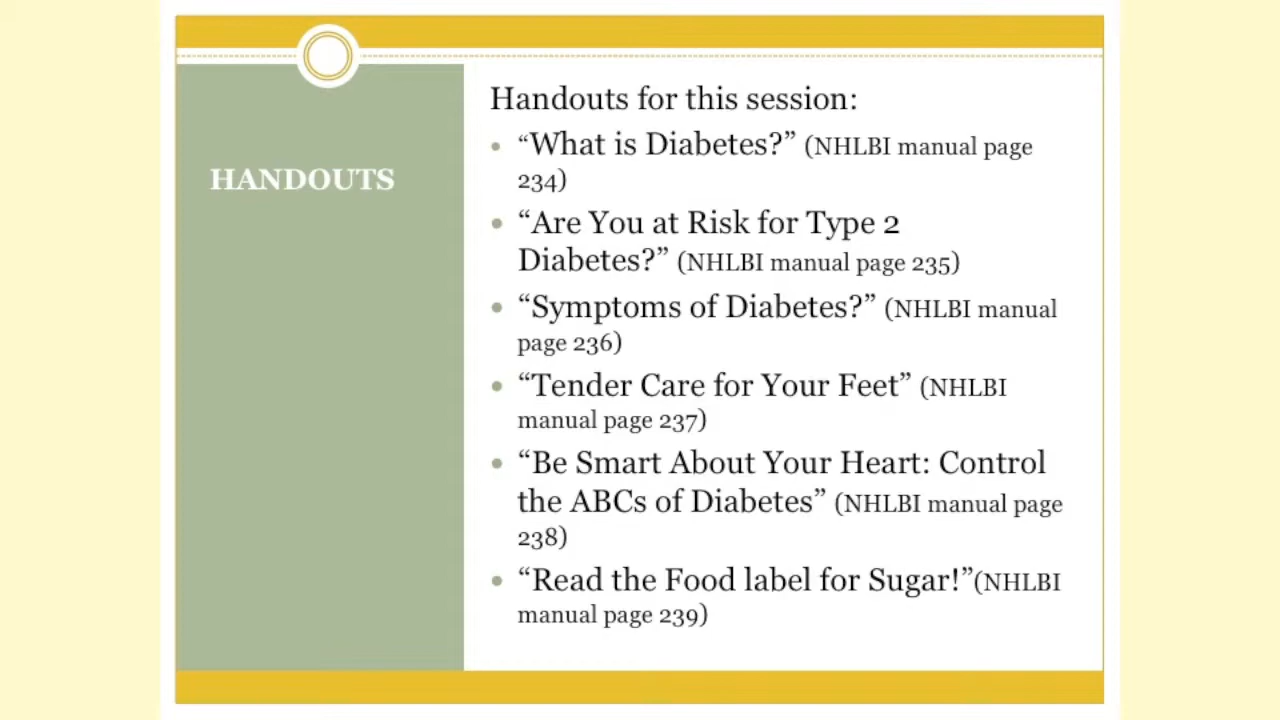 HANDOUTS
Handouts for this session:
• “What is Diabetes?” (NHLBI manual page
234)
• “Are You at Risk for Type 2
Diabetes?” (NHLBI manual page 235)
• “Symptoms of Diabetes?” (NHLBI manual
page 236)
• “Tender Care for Your Feet” (NHLBI
manual page 237)
• “Be Smart About Your Heart: Control
the ABCs of Diabetes” (NHLBI manual page
238)
• “Read the Food label for Sugar!”(NHLBI
manual page 239)